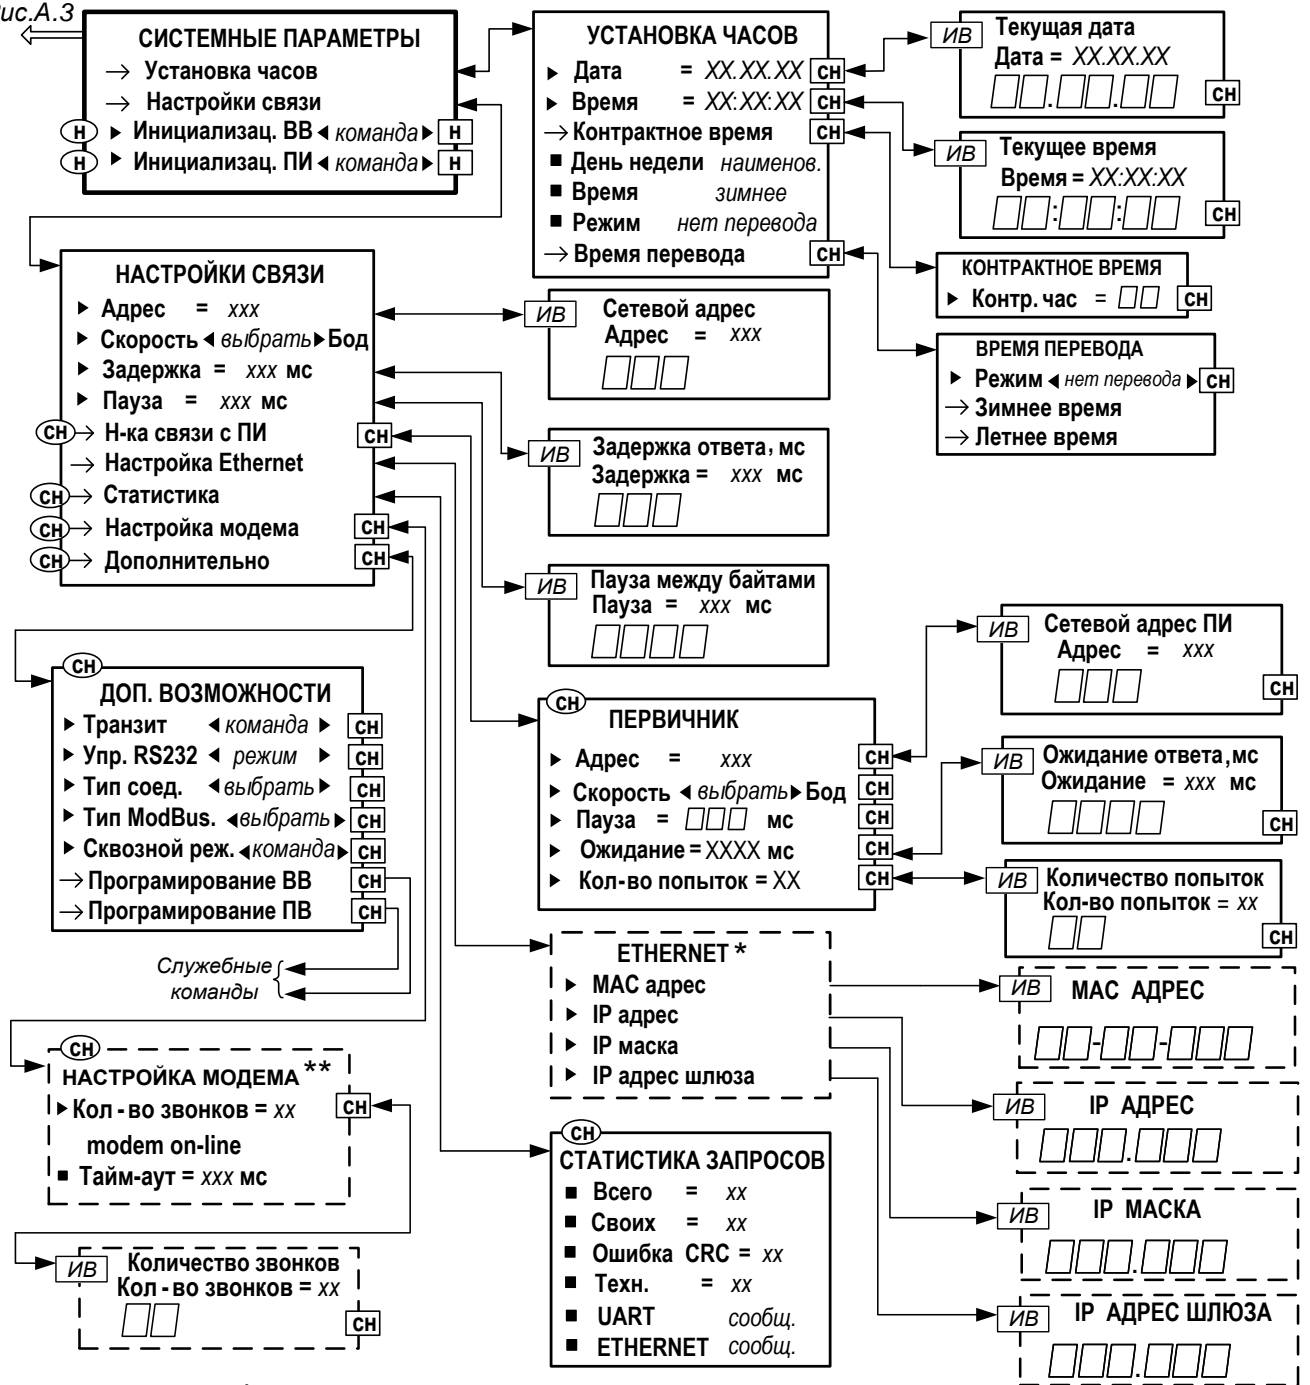 Рис.А.3
СИСТЕМНЫЕ ПАРАМЕТРЫ
→ Установка часов
→ Настройки связи
Н ▶ Инициализац. ВВ ◀ команда ▶ Н
Н ▶ Инициализац. ПИ ◀ команда ▶ Н
УСТАНОВКА ЧАСОВ
▶ Дата = XX.XX.XX СН
▶ Время = XX:XX:XX СН
→ Контрактное время СН
■ День недели наименов.
■ Время зимнее
■ Режим нет перевода
→ Время перевода СН
ИВ Текущая дата
Дата = XX.XX.XX
СН
ИВ Текущее время
Время = XX:XX:XX
СН
КОНТРАКТНОЕ ВРЕМЯ
▶ Контр. час = СН
ВРЕМЯ ПЕРЕВОДА
▶ Режим ◀ нет перевода ▶ СН
→ Зимнее время
→ Летнее время
НАСТРОЙКИ СВЯЗИ
▶ Адрес = xxx
▶ Скорость ◀ выбрать ▶ Бод
▶ Задержка = xxx мс
▶ Пауза = xxx мс
СН → Н-ка связи с ПИ СН
→ Настройка Ethernet
СН → Статистика
СН → Настройка модема СН
СН → Дополнительно СН
ИВ Сетевой адрес
Адрес = xxx
ИВ Задержка ответа, мс
Задержка = xxx мс
ИВ Пауза между байтами
Пауза = xxx мс
СН
ДОП. ВОЗМОЖНОСТИ
▶ Транзит ◀ команда ▶ СН
▶ Упр. RS232 ◀ режим ▶ СН
▶ Тип соед. ◀ выбрать ▶ СН
▶ Тип ModBus. ◀ выбрать ▶ СН
▶ Сквозной реж. ◀ команда ▶ СН
→ Програмирование ВВ СН
→ Програмирование ПВ СН
Служебные
команды
СН
ПЕРВИЧНИК
▶ Адрес = xxx СН
▶ Скорость ◀ выбрать ▶ Бод СН
▶ Пауза = мс СН
▶ Ожидание = XXXX мс СН
▶ Кол-во попыток = XX СН
ИВ Сетевой адрес ПИ
Адрес = xxx
СН
ИВ Ожидание ответа, мс
Ожидание = xxx мс
СН
ИВ Количество попыток
Кол-во попыток = xx
СН
ETHERNET *
▶ MAC адрес
▶ IP адрес
▶ IP маска
▶ IP адрес шлюза
ИВ MAC АДРЕС
- -
ИВ IP АДРЕС
.
ИВ IP МАСКА
.
ИВ IP АДРЕС ШЛЮЗА
.
СН
НАСТРОЙКА МОДЕМА **
▶ Кол - во звонков = xx СН
modem on-line
■ Тайм-аут = xxx мс
ИВ Количество звонков
Кол - во звонков = xx
СН
СН
СТАТИСТИКА ЗАПРОСОВ
■ Всего = xx
■ Своих = xx
■ Ошибка CRC = xx
■ Техн. = xx
■ UART сообщ.
■ ETHERNET сообщ.